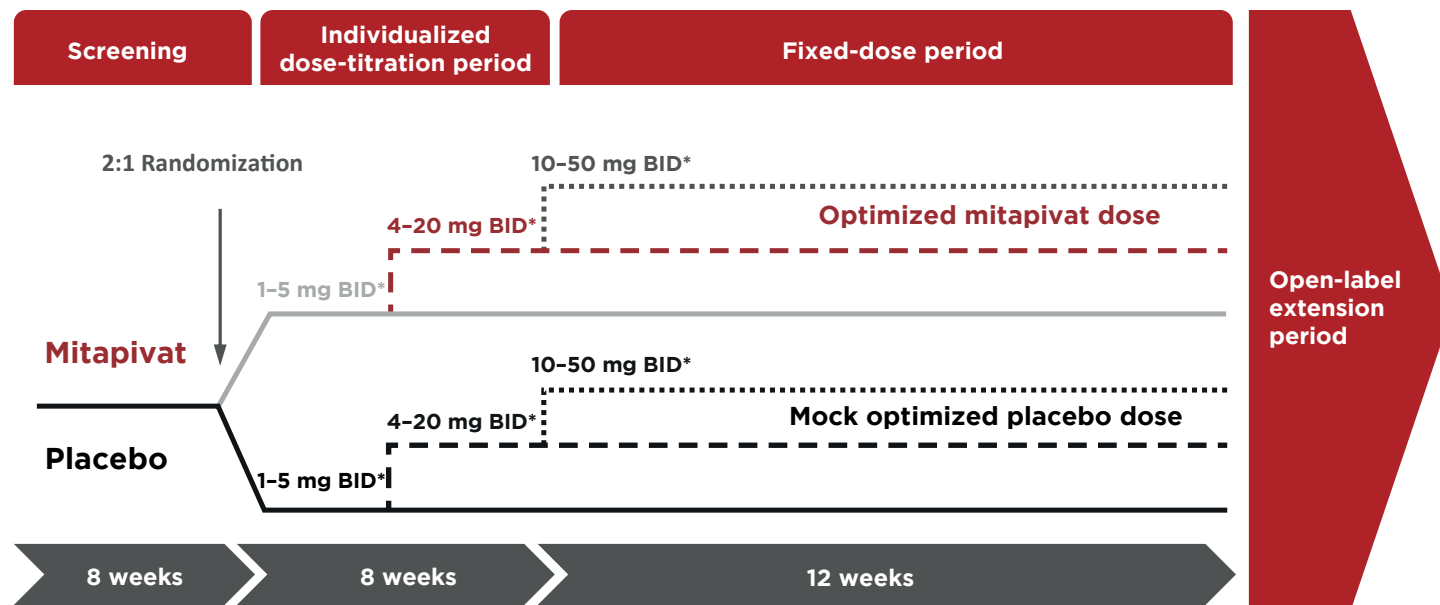 Screening
Individualized
dose-titration period
Fixed-dose period
2:1 Randomization
10–50 mg BID*
Optimized mitapivat dose
4–20 mg BID*
1–5 mg BID*
Open-label
extension
period
Mitapivat
10–50 mg BID*
4–20 mg BID*
Mock optimized placebo dose
Placebo
1–5 mg BID*
8 weeks
8 weeks
12 weeks